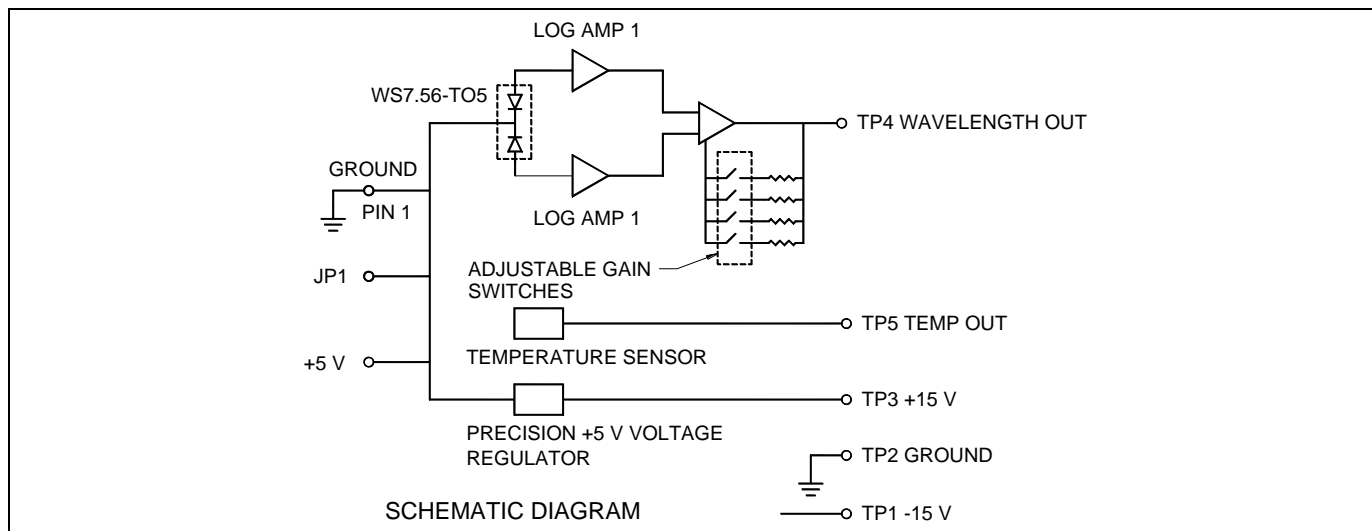 LOG AMP 1
WS7.56-TO5
TP4 WAVELENGTH OUT
GROUND
PIN 1
LOG AMP 1
JP1
ADJUSTABLE GAIN
SWITCHES
TP5 TEMP OUT
+5 V
TEMPERATURE SENSOR
TP3 +15 V
PRECISION +5 V VOLTAGE
REGULATOR
TP2 GROUND
SCHEMATIC DIAGRAM
TP1 -15 V